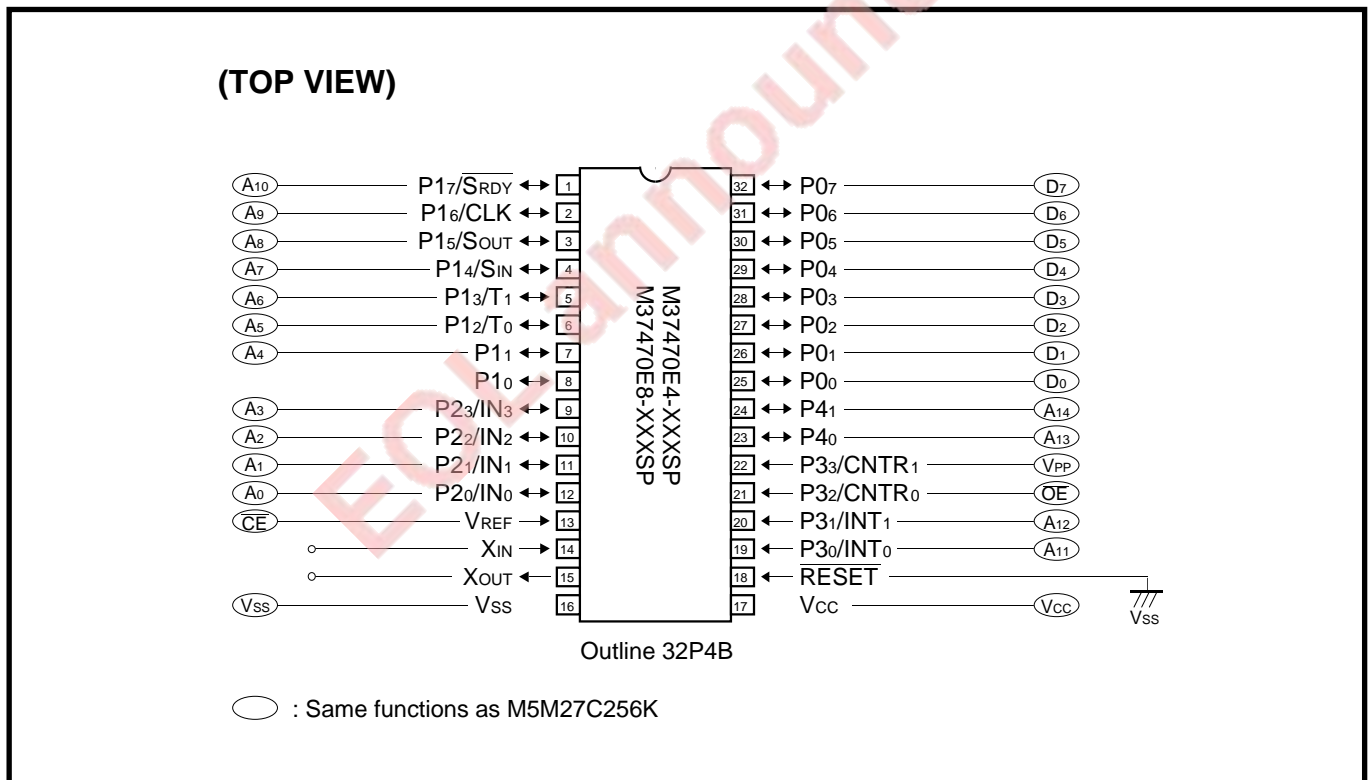 (TOP VIEW)
A10 P17/SRDY 1 32 P07 D7
A9 P16/CLK 2 31 P06 D6
A8 P15/SOUT 3 30 P05 D5
A7 P14/SIN 4 29 P04 D4
A6 P13/T1 5 28 P03 D3
A5 P12/T0 6 27 P02 D2
A4 P11 7 26 P01 D1
P10 8 25 P00 D0
A3 P23/IN3 9 24 P41 A14
A2 P22/IN2 10 23 P40 A13
A1 P21/IN1 11 22 P33/CNTR1 VPP
A0 P20/IN0 12 21 P32/CNTR0 OE
CE VREF 13 20 P31/INT1 A12
XIN 14 19 P30/INT0 A11
XOUT 15 18 RESET
VSS VSS 16 17 VCC VCC
VSS
M37470E4-XXXSP
M37470E8-XXXSP
Outline 32P4B
: Same functions as M5M27C256K
EOL announ